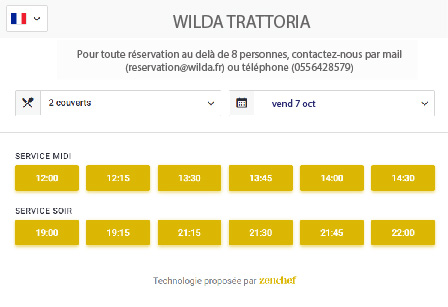 WILDA TRATTORIA
Pour toute réservation au delà de 8 personnes, contactez-nous par mail
(reservation@wilda.fr) ou téléphone (0556428579)
2 couverts
vend 7 oct
SERVICE MIDI
12:00 12:15 13:30 13:45 14:00 14:30
SERVICE SOIR
19:00 19:15 21:15 21:30 21:45 22:00
Technologie proposée par zenchef